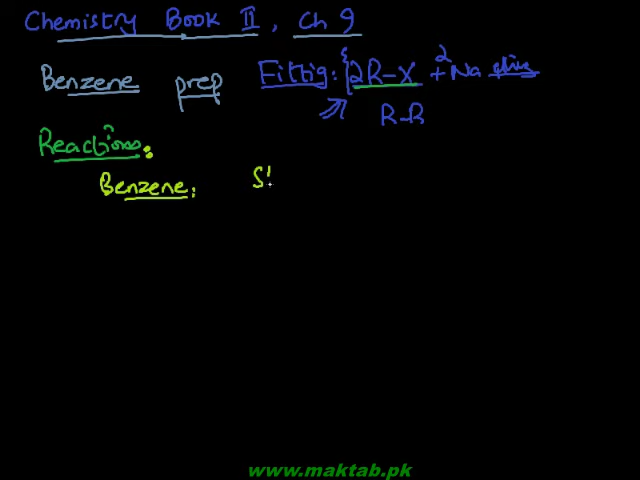 Chemistry Book II, Ch 9
Benzene prep Fittig: {2R-X + 2Na
R-R
Reactions:
Benzene: S
www.maktab.pk